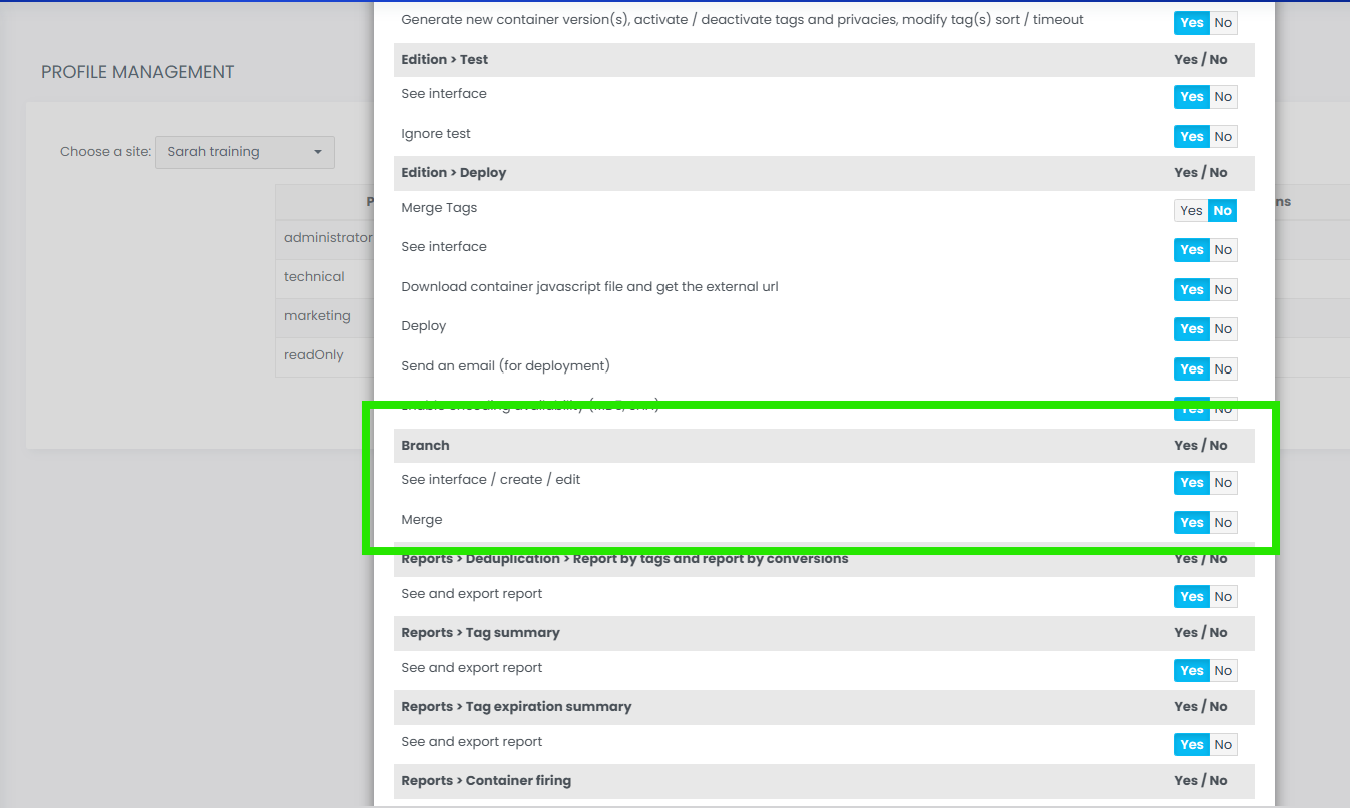 Generate new container version(s), activate / deactivate tags and privacies, modify tag(s) sort / timeout Yes No
Edition > Test Yes / No
PROFILE MANAGEMENT
See interface Yes No
Ignore test Yes No
Choose a site: Sarah training
Edition > Deploy Yes / No
P ns
Merge Tags Yes No
administrator
See interface Yes No
technical
Download container javascript file and get the external url Yes No
marketing
Deploy Yes No
readOnly
Send an email (for deployment) Yes No
Yes No
Branch Yes / No
See interface / create / edit Yes No
Merge Yes No
Reports > Deduplication > Report by tags and report by conversions Yes / No
See and export report Yes No
Reports > Tag summary Yes / No
See and export report Yes No
Reports > Tag expiration summary Yes / No
See and export report Yes No
Reports > Container firing Yes / No